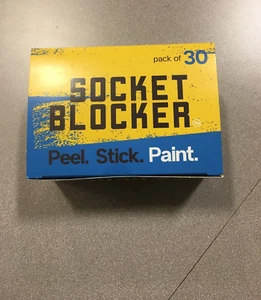 pack of 30
SOCKET
BLOCKER
Peel. Stick. Paint.